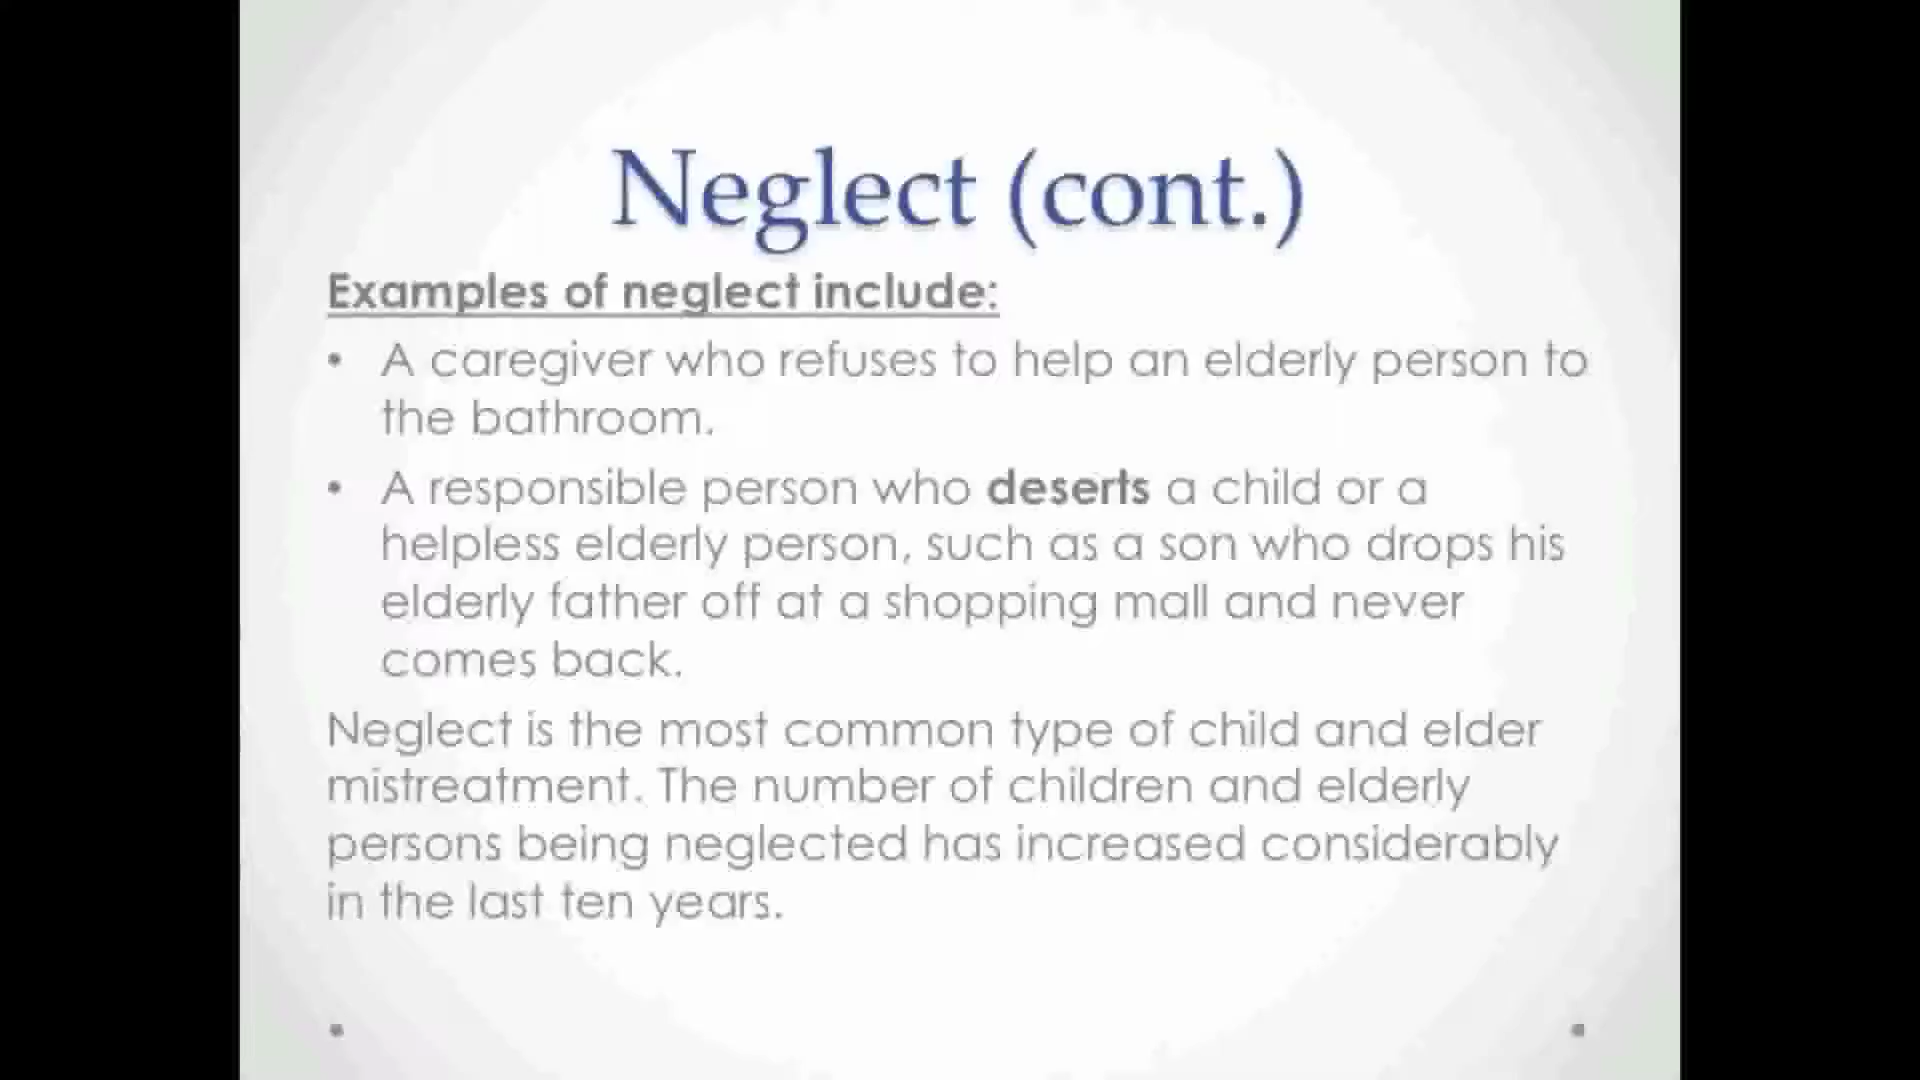 Neglect (cont.)
Examples of neglect include:
• A caregiver who refuses to help an elderly person to
the bathroom.
• A responsible person who deserts a child or a
helpless elderly person, such as a son who drops his
elderly father off at a shopping mall and never
comes back.
Neglect is the most common type of child and elder
mistreatment. The number of children and elderly
persons being neglected has increased considerably
in the last ten years.